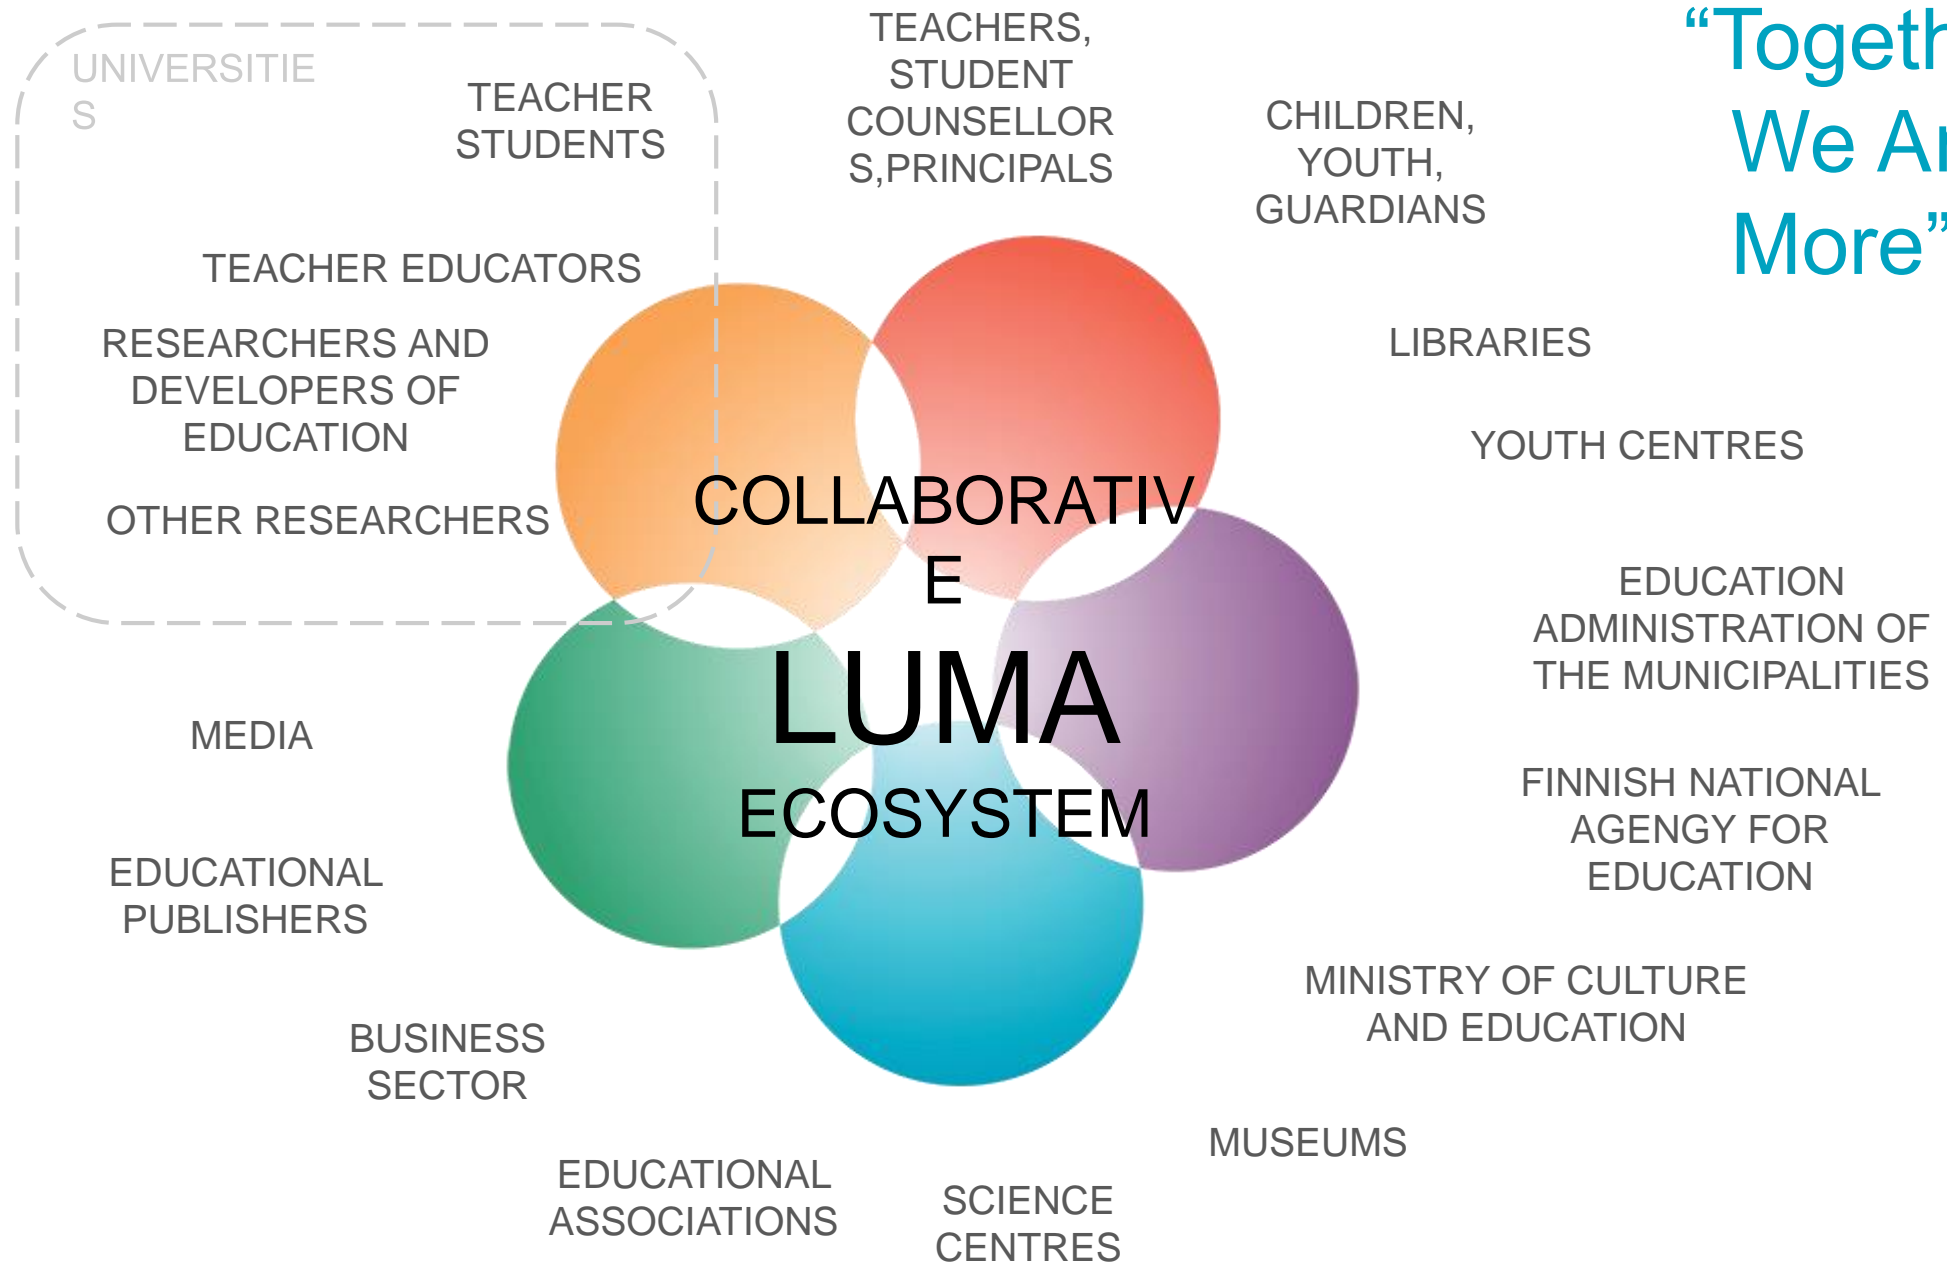 UNIVERSITIE
S
TEACHER
STUDENTS
TEACHER EDUCATORS
RESEARCHERS AND
DEVELOPERS OF
EDUCATION
OTHER RESEARCHERS
TEACHERS,
STUDENT
COUNSELLOR
S,PRINCIPALS
CHILDREN,
YOUTH,
GUARDIANS
“Togeth
We Ar
More”
LIBRARIES
YOUTH CENTRES
EDUCATION
ADMINISTRATION OF
THE MUNICIPALITIES
FINNISH NATIONAL
AGENGY FOR
EDUCATION
MINISTRY OF CULTURE
AND EDUCATION
MUSEUMS
SCIENCE
CENTRES
EDUCATIONAL
ASSOCIATIONS
BUSINESS
SECTOR
EDUCATIONAL
PUBLISHERS
MEDIA
COLLABORATIV
E
LUMA
ECOSYSTEM